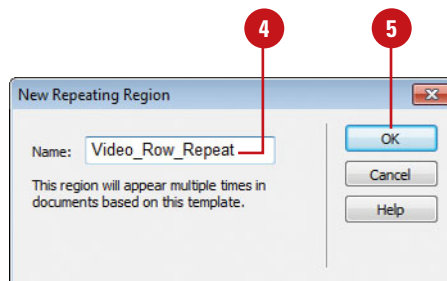 4
5
New Repeating Region
Name: Video_Row_Repeat
OK
This region will appear multiple times in
documents based on this template.
Cancel
Help